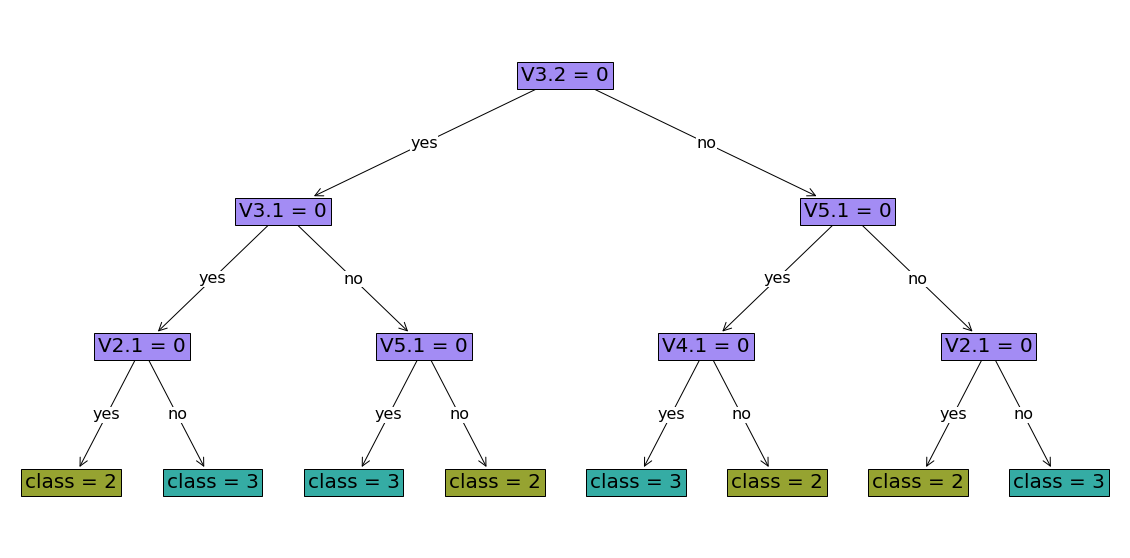 V3.2 = 0
yes
no
V3.1 = 0
V5.1 = 0
yes
no
yes
no
V2.1 = 0
V5.1 = 0
V4.1 = 0
V2.1 = 0
yes
no
yes
no
yes
no
yes
no
class = 2
class = 3
class = 3
class = 2
class = 3
class = 2
class = 2
class = 3